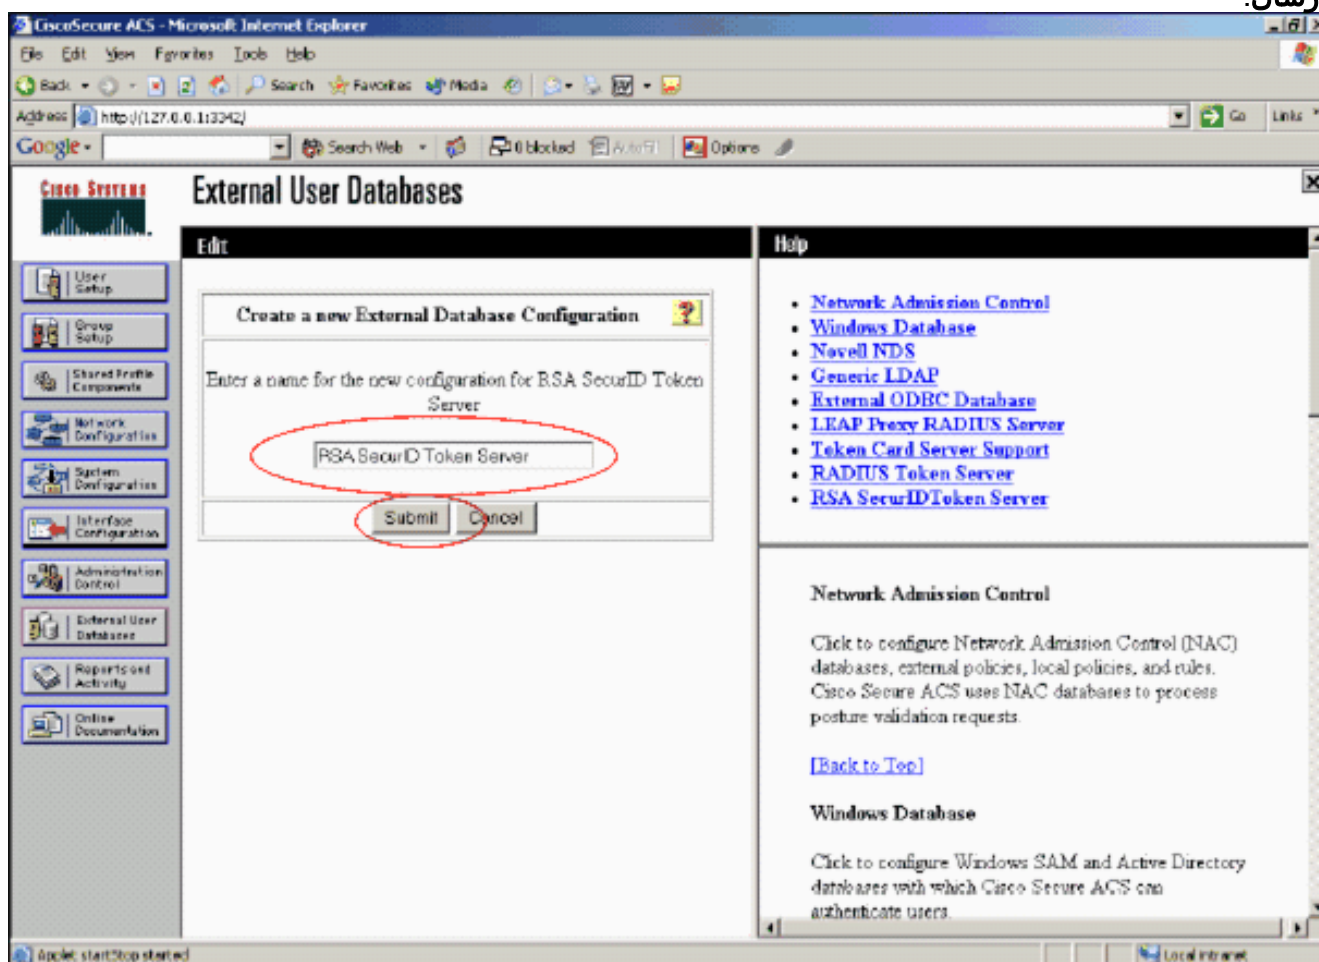 رسال.
CiscoSecure ACS - Microsoft Internet Explorer
File Edit View Favorites Tools Help
Back Search Favorites Media
Address http://127.0.0.1:3342/ Go Links
Google Search Web 0 blocked AutoFill Options
CISCO SYSTEMS
External User Databases
Edit
Help
User Setup
Group Setup
Shared Profile Components
Network Configuration
System Configuration
Interface Configuration
Administration Control
External User Databases
Reports and Activity
Online Documentation
Create a new External Database Configuration ?
Enter a name for the new configuration for RSA SecurID Token
Server
RSA SecurID Token Server
Submit Cancel
Network Admission Control
Windows Database
Novell NDS
Generic LDAP
External ODBC Database
LEAP Proxy RADIUS Server
Token Card Server Support
RADIUS Token Server
RSA SecurIDToken Server
Network Admission Control
Click to configure Network Admission Control (NAC)
databases, external policies, local policies, and rules.
Cisco Secure ACS uses NAC databases to process
posture validation requests.
[Back to Top]
Windows Database
Click to configure Windows SAM and Active Directory
databases with which Cisco Secure ACS can
authenticate users.
Applet startStop started
Local intranet